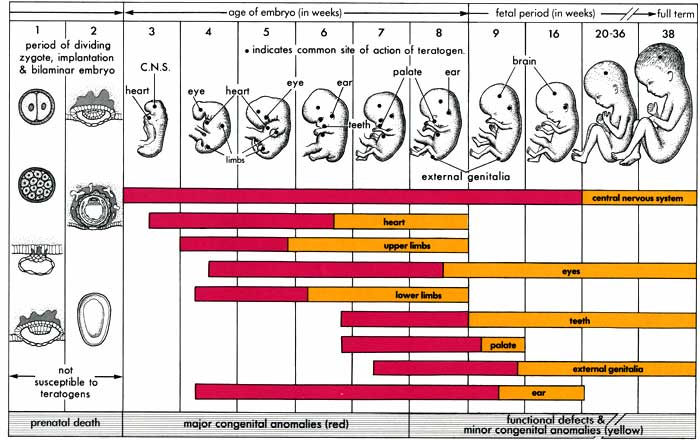 age of embryo (in weeks)
fetal period (in weeks)
full term
1
2
3
4
5
6
7
8
9
16
20-36
38
period of dividing
zygote, implantation
& bilaminar embryo
• indicates common site of action of teratogen.
C.N.S.
heart
eye
heart
limbs
eye
ear
teeth
palate
ear
external genitalia
brain
central nervous system
heart
upper limbs
eyes
lower limbs
teeth
palate
external genitalia
ear
not
susceptible to
teratogens
prenatal death
major congenital anomalies (red)
functional defects &
minor congenital anomalies (yellow)